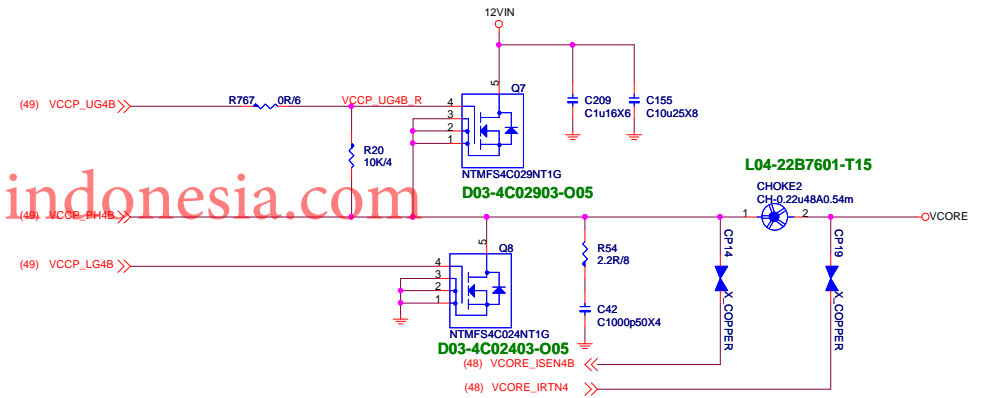 12VIN
Q7
5
(49) VCCP_UG4B
R767 0R/6
VCCP_UG4B_R
4
3
2
1
C209
C1u16X6
C155
C10u25X8
R20
10K/4
NTMFS4C029NT1G
D03-4C02903-O05
L04-22B7601-T15
CHOKE2
CH-0.22u48A0.54m
indonesia.com
(49) VCCP_PH4B
1
2
VCORE
5
Q8
CP14
CP19
R54
2.2R/8
(49) VCCP_LG4B
4
3
2
1
X_COPPER
X_COPPER
C42
C1000p50X4
NTMFS4C024NT1G
D03-4C02403-O05
(48) VCORE_ISEN4B
(48) VCORE_IRTN4